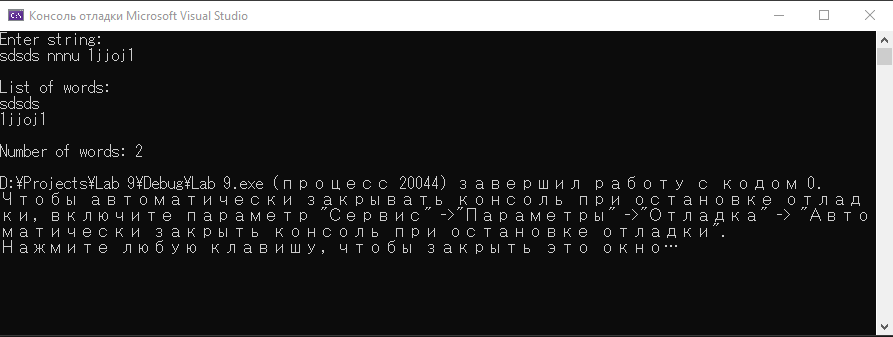 Консоль отладки Microsoft Visual Studio
Enter string:
sdsds nnnu 1jjoj1
List of words:
sdsds
1jjoj1
Number of words: 2
D:¥Projects¥Lab 9¥Debug¥Lab 9.exe (процесс 20044) завершил работу с кодом 0.
Чтобы автоматически закрывать консоль при остановке отлад
ки, включите параметр "Сервис" ->"Параметры" ->"Отладка" -> "Авто
матически закрыть консоль при остановке отладки".
Нажмите любую клавишу, чтобы закрыть это окно…